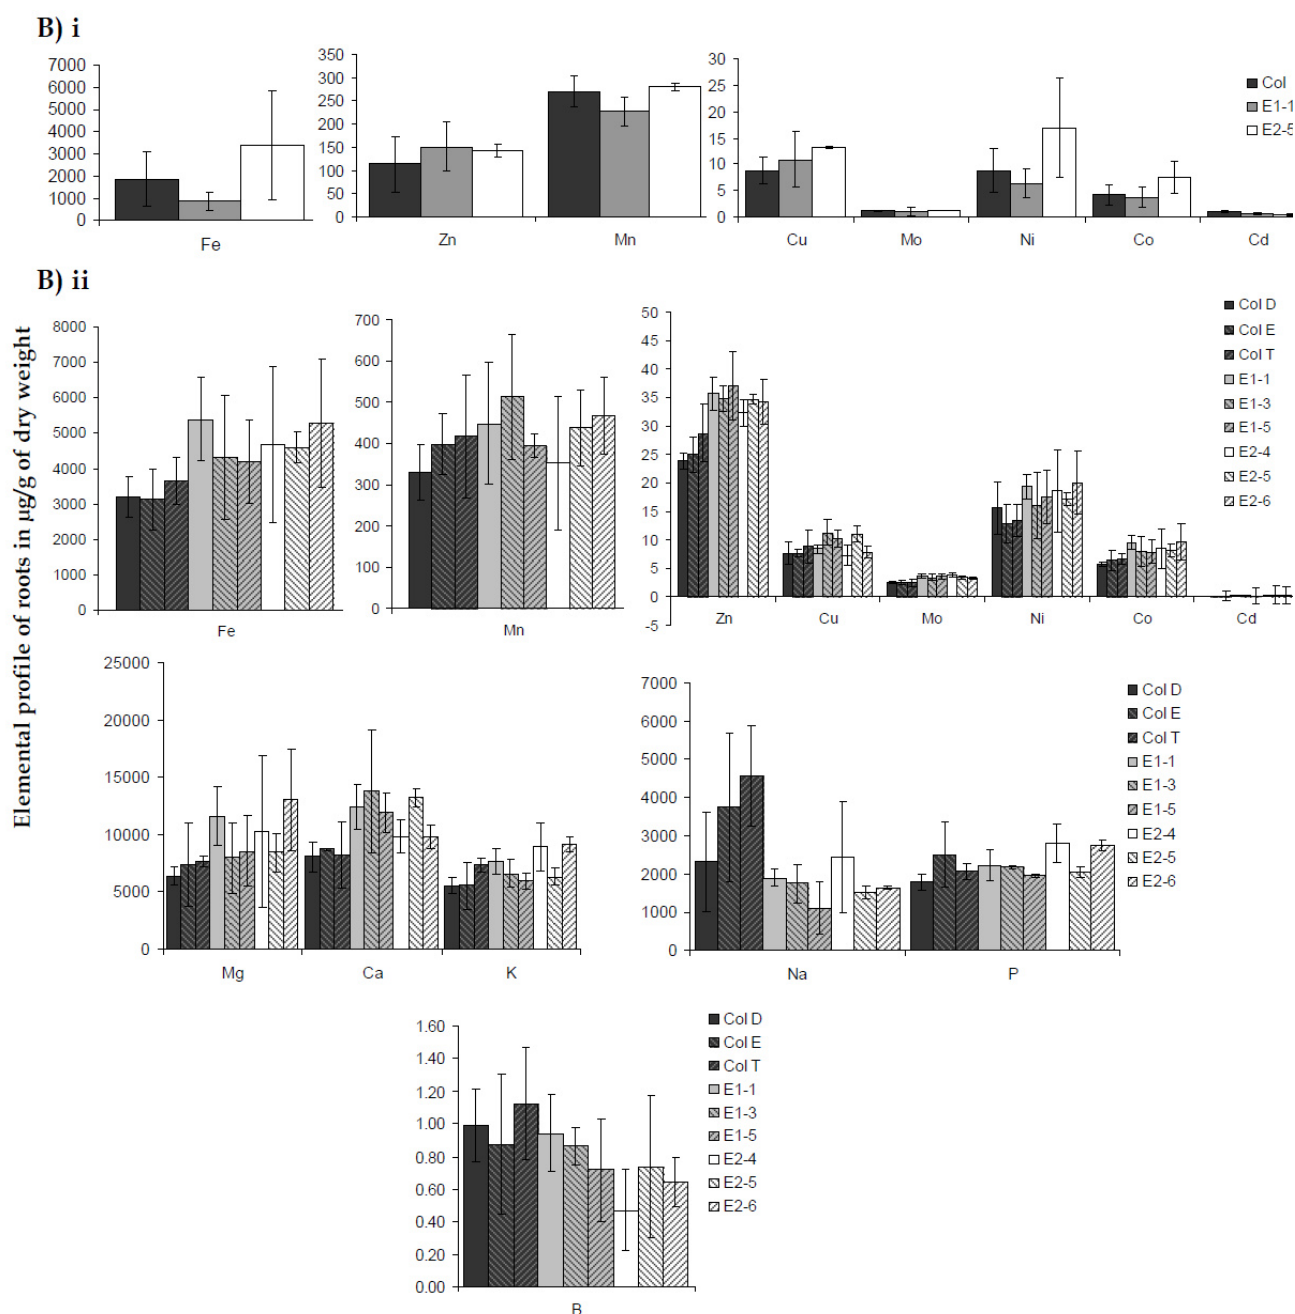 B) i
7000
6000
5000
4000
3000
2000
1000
0
Fe
350
300
250
200
150
100
50
0
Zn
Mn
30
25
20
15
10
5
0
Cu
Mo
Ni
Co
Cd
Col
E1-1
E2-5
B) ii
Elemental profile of roots in µg/g of dry weight
8000
7000
6000
5000
4000
3000
2000
1000
0
Fe
700
600
500
400
300
200
100
0
Mn
50
45
40
35
30
25
20
15
10
5
0
-5
Zn
Cu
Mo
Ni
Co
Cd
Col D
Col E
Col T
E1-1
E1-3
E1-5
E2-4
E2-5
E2-6
25000
20000
15000
10000
5000
0
Mg
Ca
K
7000
6000
5000
4000
3000
2000
1000
0
Na
P
Col D
Col E
Col T
E1-1
E1-3
E1-5
E2-4
E2-5
E2-6
1.60
1.40
1.20
1.00
0.80
0.60
0.40
0.20
0.00
B
Col D
Col E
Col T
E1-1
E1-3
E1-5
E2-4
E2-5
E2-6